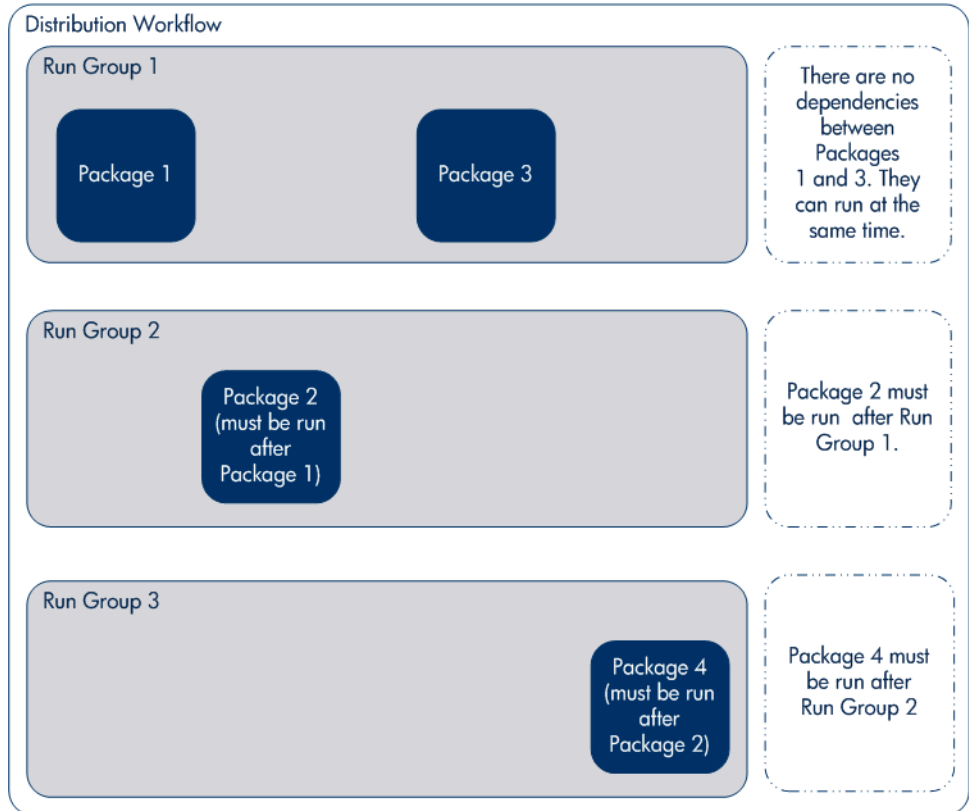 Distribution Workflow
Run Group 1
Package 1
Package 3
There are no
dependencies
between
Packages
1 and 3. They
can run at the
same time.
Run Group 2
Package 2
(must be run
after
Package 1)
Package 2 must
be run after Run
Group 1.
Run Group 3
Package 4
(must be run
after
Package 2)
Package 4 must
be run after
Run Group 2